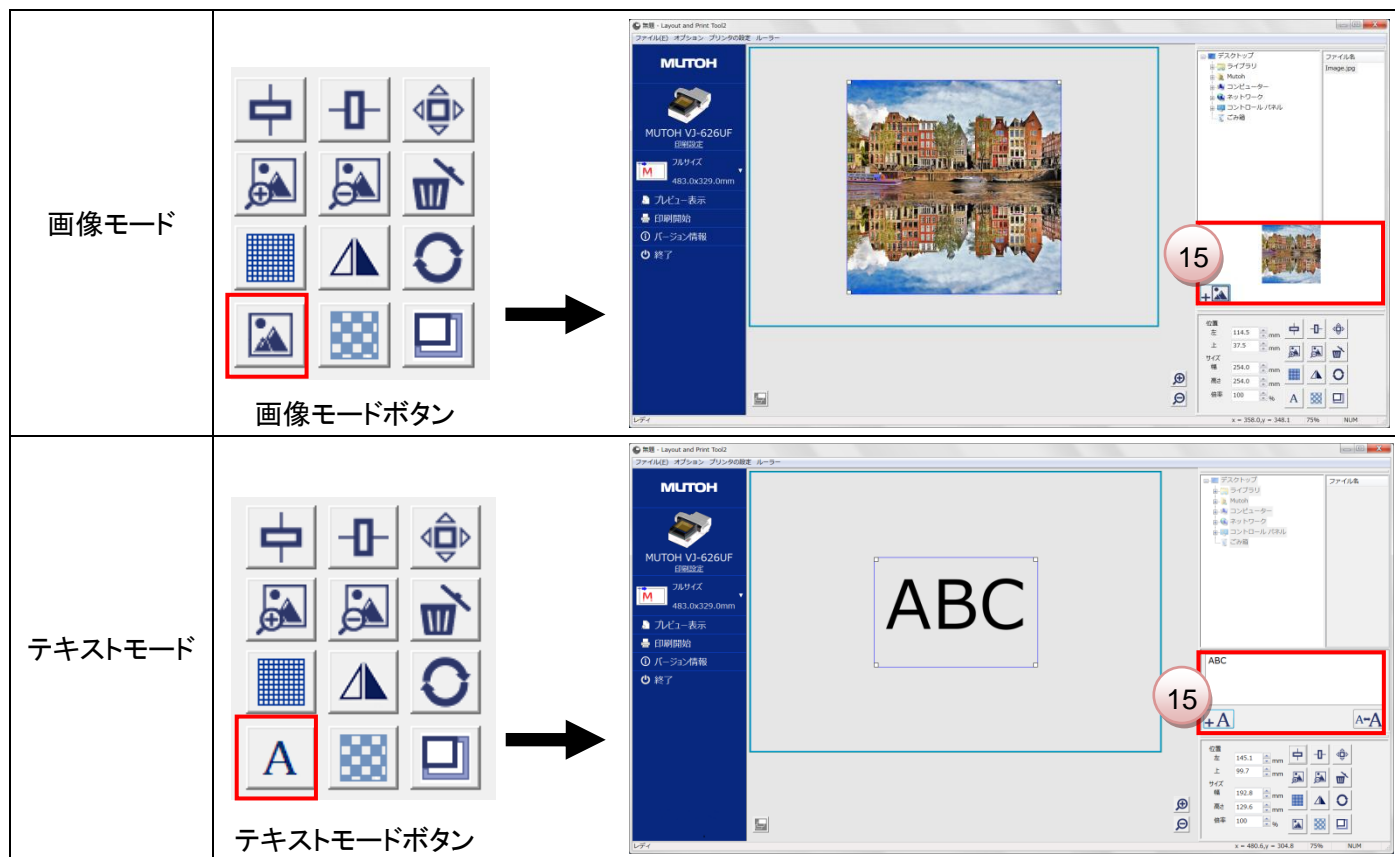 画像モード
画像モードボタン
無題 - Layout and Print Tool2
ファイル(F) オプション プリンタの設定 ルーラー
MUTOH
MUTOH VJ-626UF
印刷設定
M
フルサイズ
483.0x329.0mm
プレビュー表示
印刷開始
バージョン情報
終了
レディ
デスクトップ
ライブラリ
Mutoh
コンピューター
ネットワーク
コントロール パネル
ごみ箱
ファイル名
Image.jpg
15
位置
左 114.5 mm
上 37.5 mm
サイズ
幅 254.0 mm
高さ 254.0 mm
倍率 100 %
A
x = 358.0,y = 348.1 75% NUM
テキストモード
A
テキストモードボタン
無題 - Layout and Print Tool2
ファイル(F) オプション プリンタの設定 ルーラー
MUTOH
MUTOH VJ-626UF
印刷設定
M
フルサイズ
483.0x329.0mm
プレビュー表示
印刷開始
バージョン情報
終了
レディ
ABC
デスクトップ
ライブラリ
Mutoh
コンピューター
ネットワーク
コントロール パネル
ごみ箱
ファイル名
ABC
15
+A A-A
位置
左 145.1 mm
上 99.7 mm
サイズ
幅 192.8 mm
高さ 129.6 mm
倍率 100 %
x = 480.6,y = 304.8 75% NUM